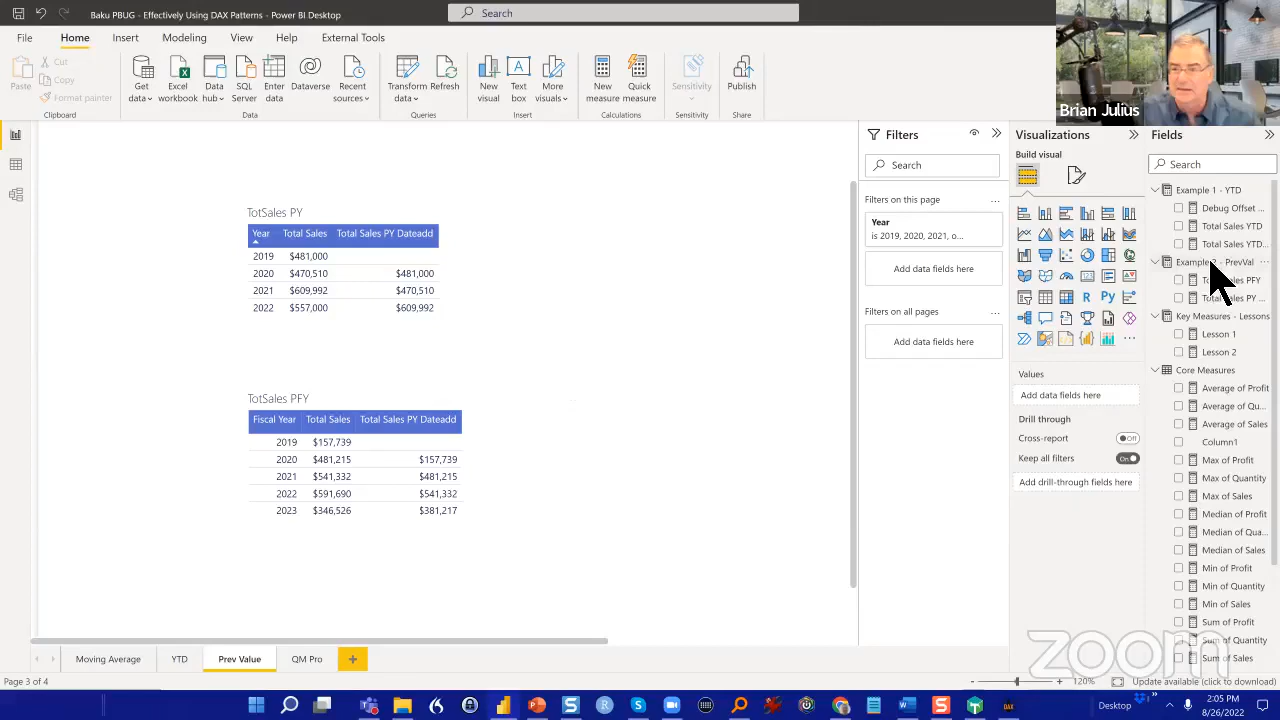 Baku PBUG - Effectively Using DAX Patterns - Power BI Desktop
Search
File Home Insert Modeling View Help External Tools
Paste
Cut
Copy
Format painter
Clipboard
Get data
Excel workbook
Data hub
SQL Server
Enter data
Dataverse
Recent sources
Data
Transform data
Refresh
Queries
New visual
Text box
More visuals
Insert
New measure
Quick measure
Calculations
Sensitivity
Sensitivity
Publish
Share
Brian Julius
TotSales PY
Year Total Sales Total Sales PY Dateadd
2019 $481,000
2020 $470,510 $481,000
2021 $609,992 $470,510
2022 $557,000 $609,992
TotSales PFY
Fiscal Year Total Sales Total Sales PY Dateadd
2019 $157,739
2020 $481,215 $157,739
2021 $541,332 $481,215
2022 $591,690 $541,332
2023 $346,526 $381,217
Filters
Search
Filters on this page ...
Year
is 2019, 2020, 2021, o...
Add data fields here
Filters on all pages ...
Add data fields here
Visualizations
Build visual
R
Py
Values
Add data fields here
Drill through
Cross-report Off
Keep all filters On
Add drill-through fields here
Fields
Search
Example 1 - YTD
Debug Offset ...
Total Sales YTD
Total Sales YTD...
PrevVal
Sales PFY
Sales PY ...
Key Measures - Lessons
Lesson 1
Lesson 2
Core Measures
Average of Profit
Average of Qu...
Average of Sales
Column1
Max of Profit
Max of Quantity
Max of Sales
Median of Profit
Median of Qua...
Median of Sales
Min of Profit
Min of Quantity
Min of Sales
Sum of Profit
Sum of Quantity
Sum of Sales
zoom
Moving Average YTD Prev Value QM Pro +
Page 3 of 4
120%
Update available (click to download)
Desktop
2:05 PM
8/26/2022